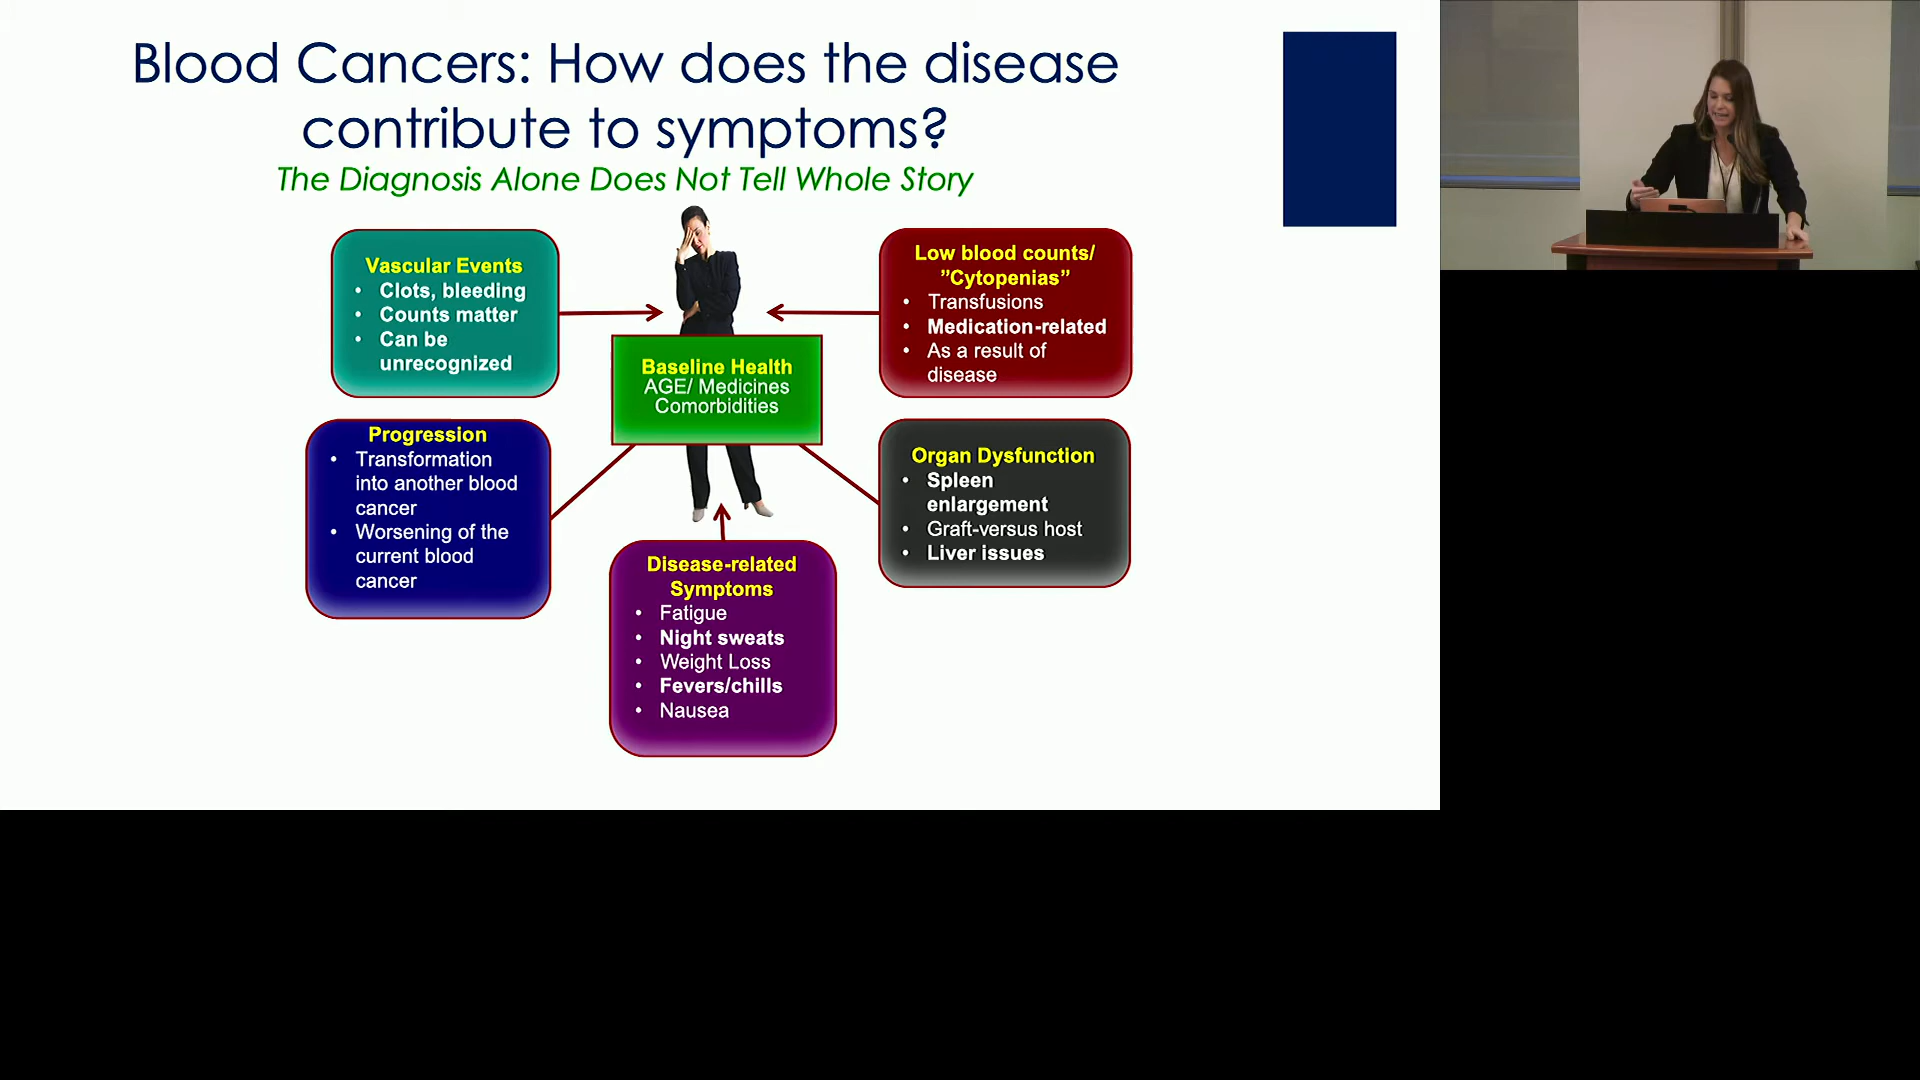 Blood Cancers: How does the disease
contribute to symptoms?
The Diagnosis Alone Does Not Tell Whole Story
Vascular Events
• Clots, bleeding
• Counts matter
• Can be
unrecognized
Low blood counts/
”Cytopenias”
• Transfusions
• Medication-related
• As a result of
disease
Baseline Health
AGE/ Medicines
Comorbidities
Progression
• Transformation
into another blood
cancer
• Worsening of the
current blood
cancer
Organ Dysfunction
• Spleen
enlargement
• Graft-versus host
• Liver issues
Disease-related
Symptoms
• Fatigue
• Night sweats
• Weight Loss
• Fevers/chills
• Nausea